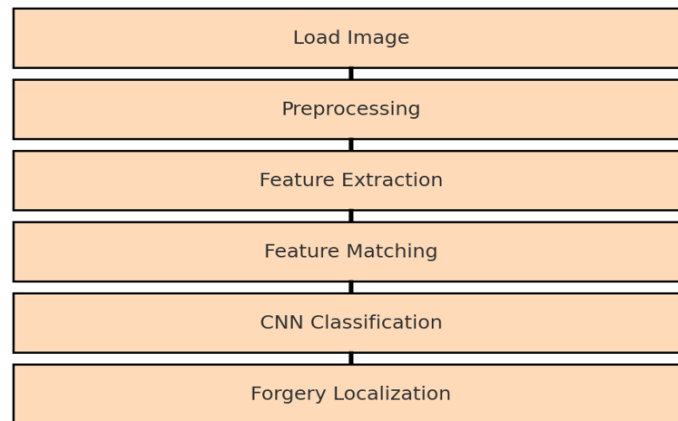 Load Image
Preprocessing
Feature Extraction
Feature Matching
CNN Classification
Forgery Localization